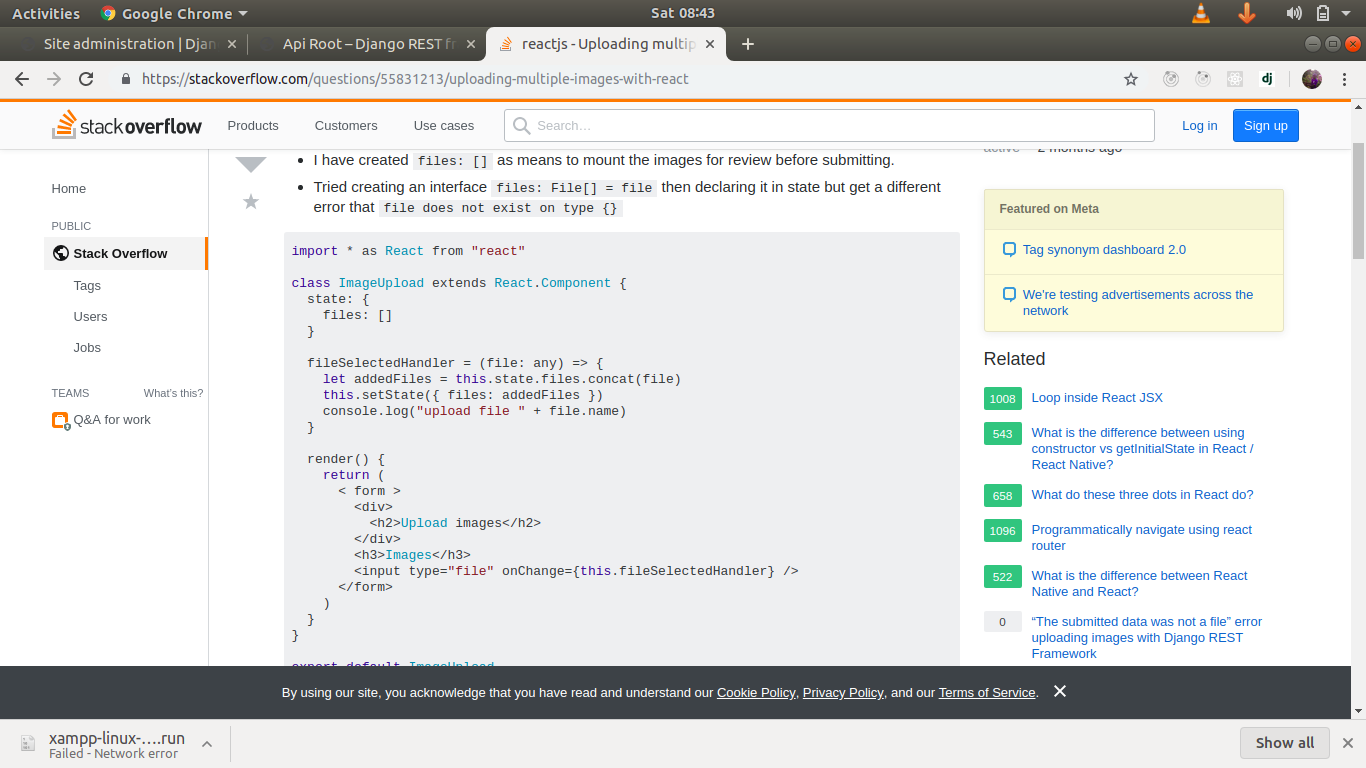 Activities Google Chrome Sat 08:43
Site administration | Djan Api Root – Django REST fr reactjs - Uploading multip
https://stackoverflow.com/questions/55831213/uploading-multiple-images-with-react
dj
stackoverflow Products Customers Use cases Search... Log in Sign up
Home
PUBLIC
Stack Overflow
Tags
Users
Jobs
TEAMS What's this?
Q&A for work
I have created files: [] as means to mount the images for review before submitting.
Tried creating an interface files: File[] = file then declaring it in state but get a different
error that file does not exist on type {}
import * as React from "react"
class ImageUpload extends React.Component {
state: {
files: []
}
fileSelectedHandler = (file: any) => {
let addedFiles = this.state.files.concat(file)
this.setState({ files: addedFiles })
console.log("upload file " + file.name)
}
render() {
return (
< form >
<div>
<h2>Upload images</h2>
</div>
<h3>Images</h3>
<input type="file" onChange={this.fileSelectedHandler} />
</form>
)
}
}
export default ImageUpload
active 2 months ago
Featured on Meta
Tag synonym dashboard 2.0
We're testing advertisements across the
network
Related
1008 Loop inside React JSX
543 What is the difference between using
constructor vs getInitialState in React /
React Native?
658 What do these three dots in React do?
1096 Programmatically navigate using react
router
522 What is the difference between React
Native and React?
0 “The submitted data was not a file” error
uploading images with Django REST
Framework
By using our site, you acknowledge that you have read and understand our Cookie Policy, Privacy Policy, and our Terms of Service.
xampp-linux-....run
Failed - Network error
Show all